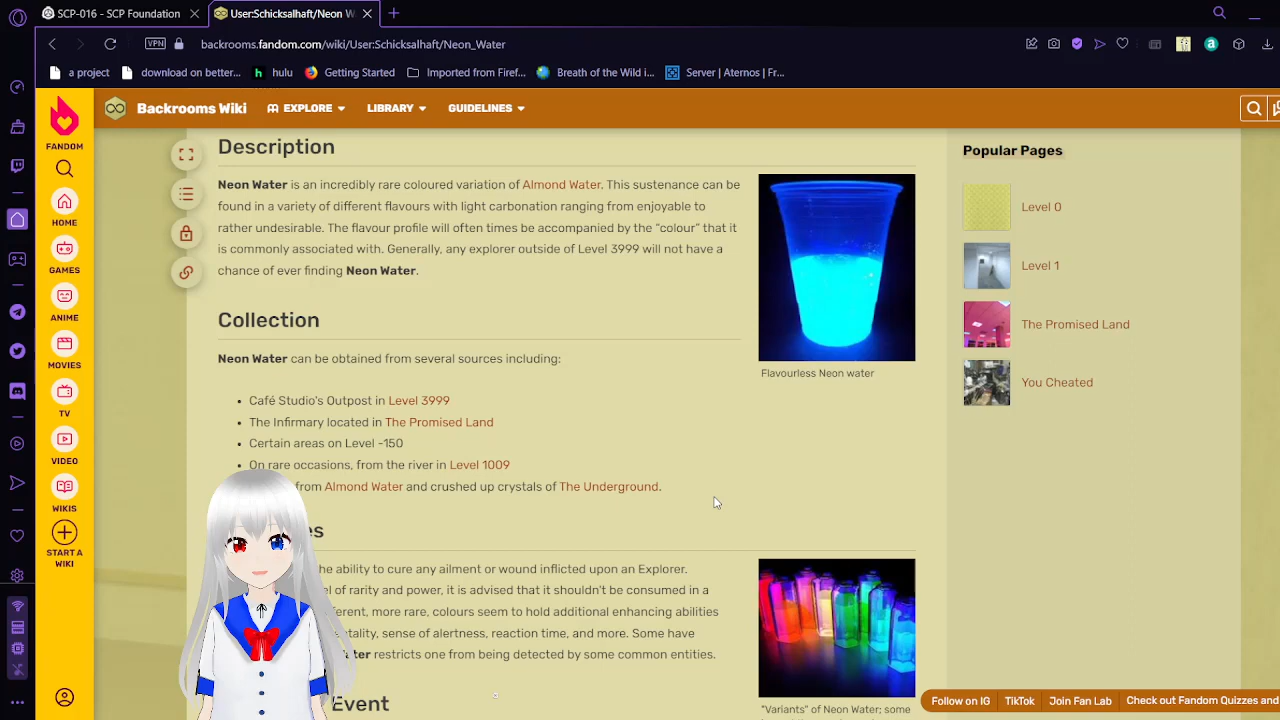 SCP-016 - SCP Foundation
User:Schicksalhaft/Neon W
VPN
backrooms.fandom.com/wiki/User:Schicksalhaft/Neon_Water
a project
download on better...
hulu
Getting Started
Imported from Firef...
Breath of the Wild i...
Server | Aternos | Fr...
FANDOM
HOME
GAMES
ANIME
MOVIES
TV
VIDEO
WIKIS
START A
WIKI
Backrooms Wiki
EXPLORE
LIBRARY
GUIDELINES
Description
Neon Water is an incredibly rare coloured variation of Almond Water. This sustenance can be
found in a variety of different flavours with light carbonation ranging from enjoyable to
rather undesirable. The flavour profile will often times be accompanied by the “colour” that it
is commonly associated with. Generally, any explorer outside of Level 3999 will not have a
chance of ever finding Neon Water.
Flavourless Neon water
Collection
Neon Water can be obtained from several sources including:
• Café Studio's Outpost in Level 3999
• The Infirmary located in The Promised Land
• Certain areas on Level -150
• On rare occasions, from the river in Level 1009
from Almond Water and crushed up crystals of The Underground.
es
he ability to cure any ailment or wound inflicted upon an Explorer.
el of rarity and power, it is advised that it shouldn't be consumed in a
ferent, more rare, colours seem to hold additional enhancing abilities
ntality, sense of alertness, reaction time, and more. Some have
ter restricts one from being detected by some common entities.
Event
"Variants" of Neon Water; some
Popular Pages
Level 0
Level 1
The Promised Land
You Cheated
Follow on IG
TikTok
Join Fan Lab
Check out Fandom Quizzes and